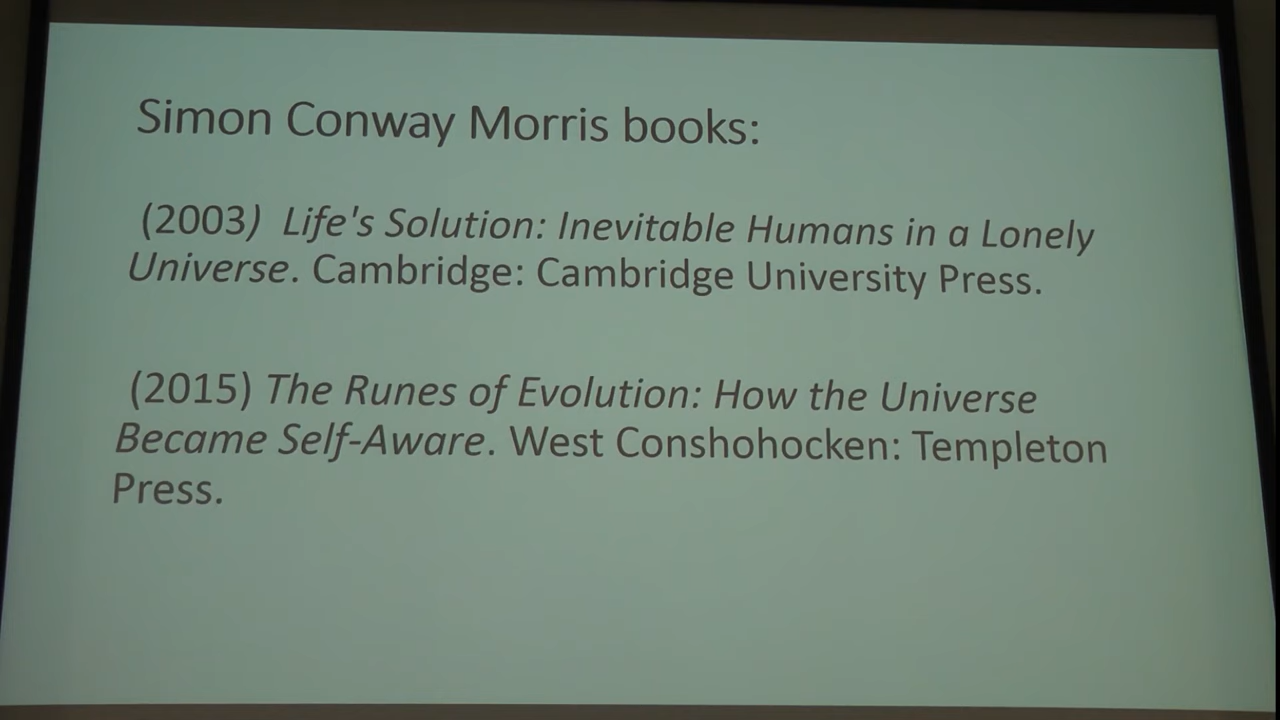 Simon Conway Morris books:
(2003) Life's Solution: Inevitable Humans in a Lonely
Universe. Cambridge: Cambridge University Press.
(2015) The Runes of Evolution: How the Universe
Became Self-Aware. West Conshohocken: Templeton
Press.